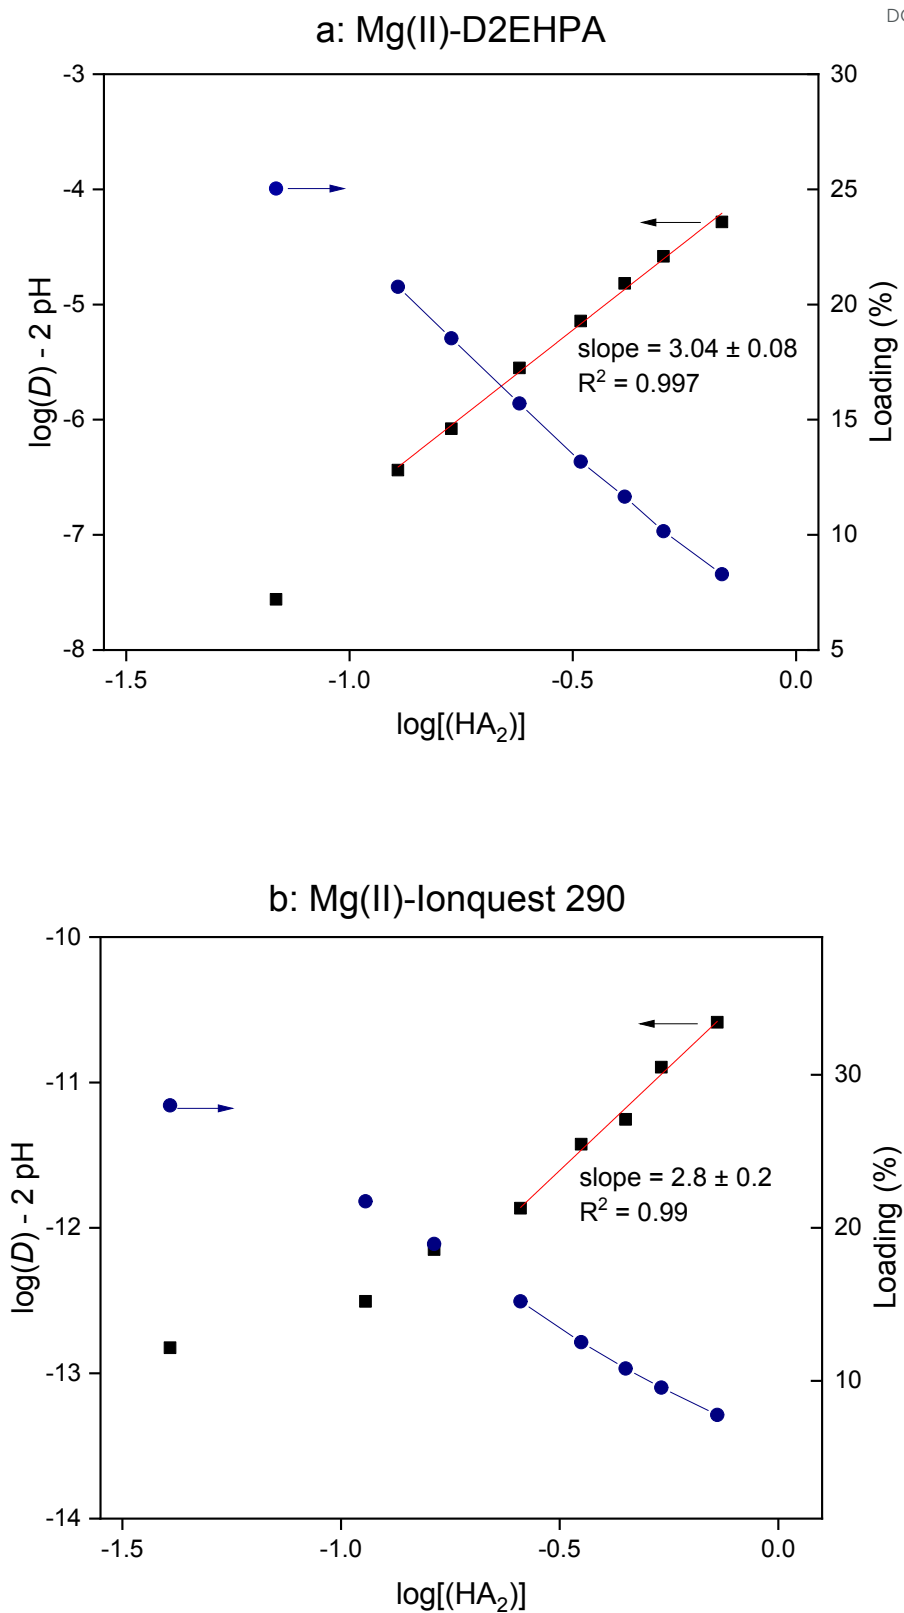 DO
a: Mg(II)-D2EHPA
-3
-4
-5
-6
-7
-8
log(D) - 2 pH
30
25
20
15
10
5
Loading (%)
slope = 3.04 ± 0.08
R² = 0.997
-1.5 -1.0 -0.5 0.0
log[(HA₂)]
b: Mg(II)-Ionquest 290
-10
-11
-12
-13
-14
log(D) - 2 pH
30
20
10
Loading (%)
slope = 2.8 ± 0.2
R² = 0.99
-1.5 -1.0 -0.5 0.0
log[(HA₂)]